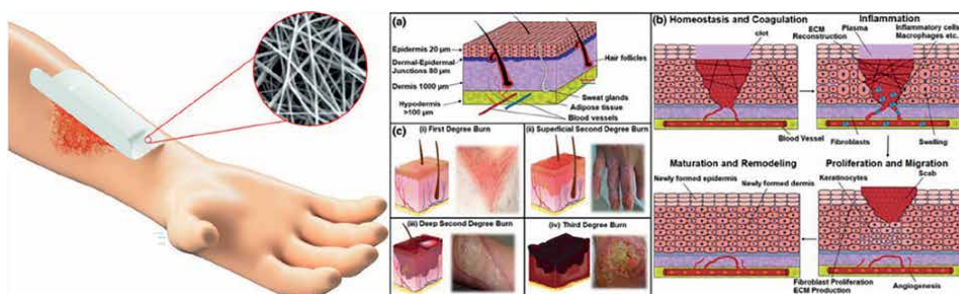 (a)
Epidermis 20 µm
Dermal-Epidermal
Junctions 80 µm
Dermis 1000 µm
Hypodermis
>100 µm
Hair follicles
Sweat glands
Adipose tissue
Blood vessels
(c)
(i) First Degree Burn
(ii) Superficial Second Degree Burn
(iii) Deep Second Degree Burn
(iv) Third Degree Burn
(b)
Homeostasis and Coagulation
clot
Blood Vessel
Inflammation
ECM
Reconstruction
Plasma
Inflammatory cells
Macrophages etc.
Fibroblasts
Swelling
Maturation and Remodeling
Newly formed epidermis
Newly formed dermis
Fibroblast Proliferation
ECM Production
Proliferation and Migration
Keratinocytes
Scab
Angiogenesis